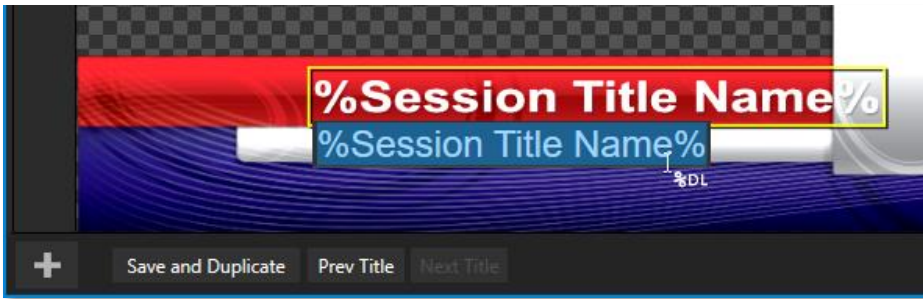 %Session Title Name%
%Session Title Name%
%DL
Save and Duplicate Prev Title Next Title